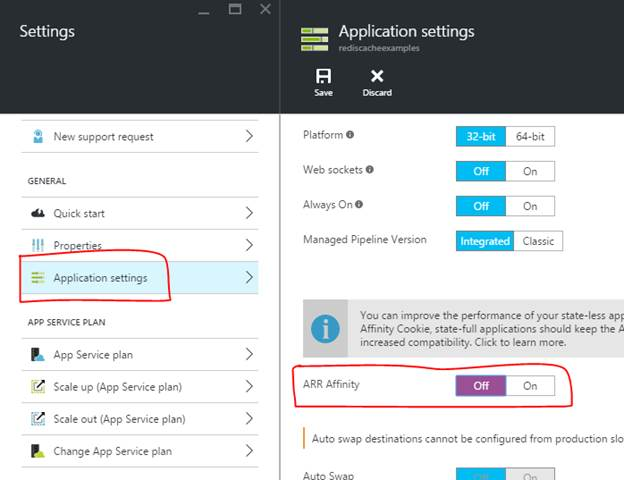 Settings
New support request
GENERAL
Quick start
Properties
Application settings
APP SERVICE PLAN
App Service plan
Scale up (App Service plan)
Scale out (App Service plan)
Change App Service plan
Application settings
rediscacheexamples
Save Discard
Platform 32-bit 64-bit
Web sockets Off On
Always On Off On
Managed Pipeline Version Integrated Classic
You can improve the performance of your state-less app
Affinity Cookie, state-full applications should keep the A
increased compatibility. Click to learn more.
ARR Affinity Off On
Auto swap destinations cannot be configured from production slo
Auto Swap Off On